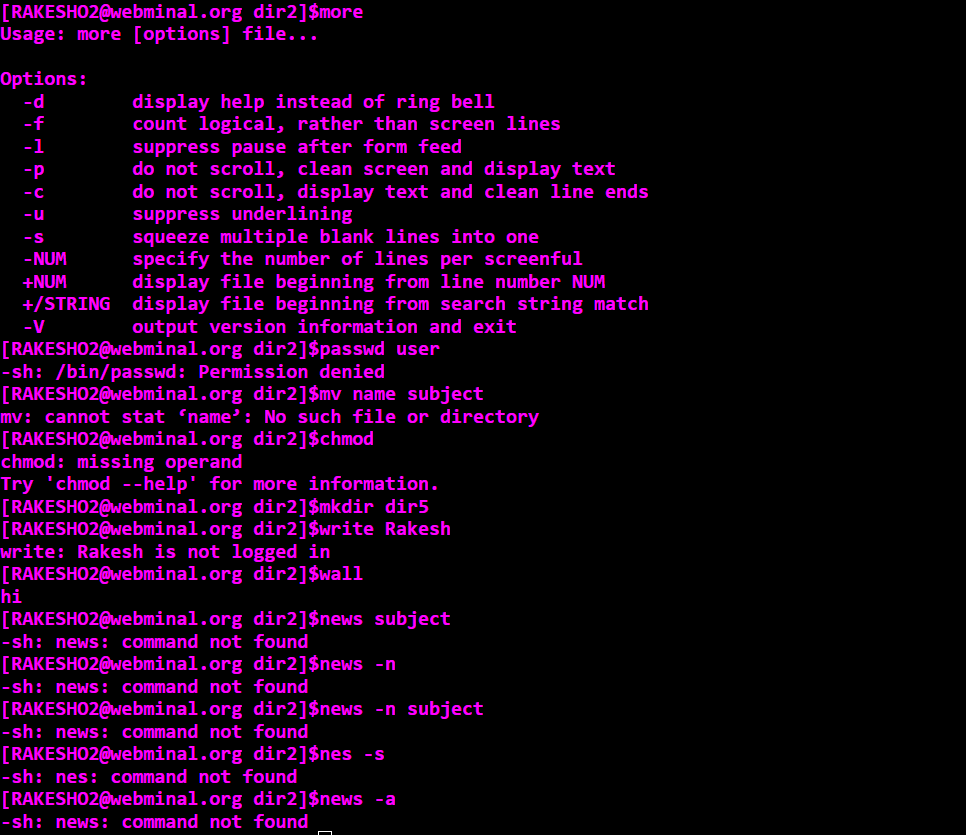 [RAKESHO2@webminal.org dir2]$more
Usage: more [options] file...
Options:
-d display help instead of ring bell
-f count logical, rather than screen lines
-l suppress pause after form feed
-p do not scroll, clean screen and display text
-c do not scroll, display text and clean line ends
-u suppress underlining
-s squeeze multiple blank lines into one
-NUM specify the number of lines per screenful
+NUM display file beginning from line number NUM
+/STRING display file beginning from search string match
-V output version information and exit
[RAKESHO2@webminal.org dir2]$passwd user
-sh: /bin/passwd: Permission denied
[RAKESHO2@webminal.org dir2]$mv name subject
mv: cannot stat ‘name’: No such file or directory
[RAKESHO2@webminal.org dir2]$chmod
chmod: missing operand
Try 'chmod --help' for more information.
[RAKESHO2@webminal.org dir2]$mkdir dir5
[RAKESHO2@webminal.org dir2]$write Rakesh
write: Rakesh is not logged in
[RAKESHO2@webminal.org dir2]$wall
hi
[RAKESHO2@webminal.org dir2]$news subject
-sh: news: command not found
[RAKESHO2@webminal.org dir2]$news -n
-sh: news: command not found
[RAKESHO2@webminal.org dir2]$news -n subject
-sh: news: command not found
[RAKESHO2@webminal.org dir2]$nes -s
-sh: nes: command not found
[RAKESHO2@webminal.org dir2]$news -a
-sh: news: command not found